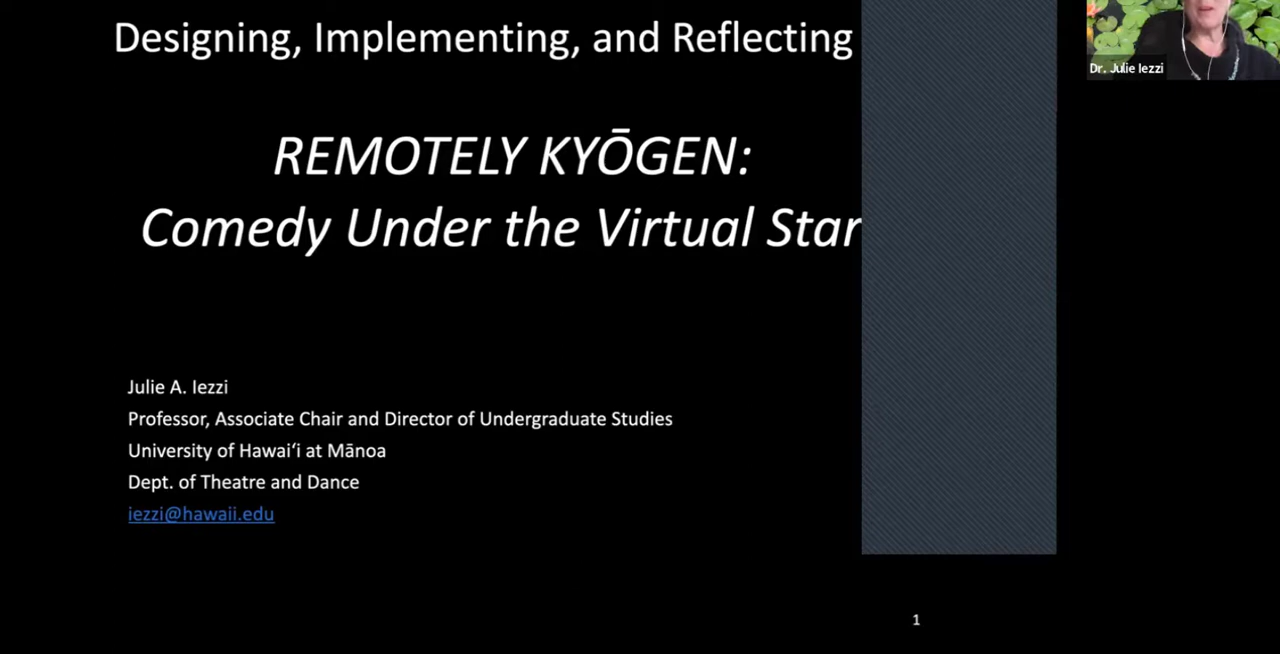 Designing, Implementing, and Reflecting
REMOTELY KYŌGEN:
Comedy Under the Virtual Star
Julie A. Iezzi
Professor, Associate Chair and Director of Undergraduate Studies
University of Hawaiʻi at Mānoa
Dept. of Theatre and Dance
iezzi@hawaii.edu
1
Dr. Julie Iezzi